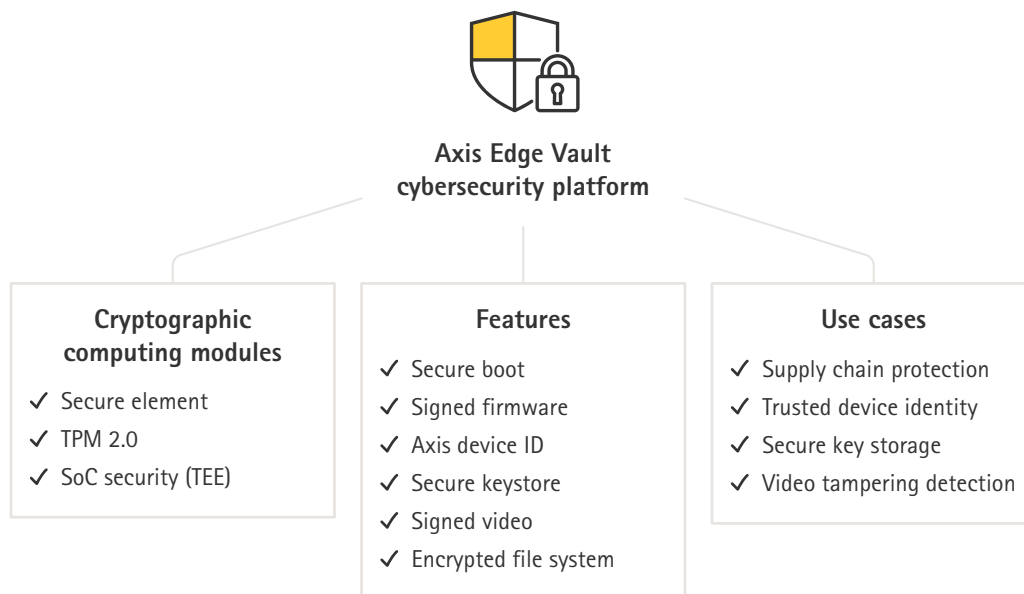 Axis Edge Vault
cybersecurity platform
Cryptographic
computing modules
Secure element
TPM 2.0
SoC security (TEE)
Features
Secure boot
Signed firmware
Axis device ID
Secure keystore
Signed video
Encrypted file system
Use cases
Supply chain protection
Trusted device identity
Secure key storage
Video tampering detection